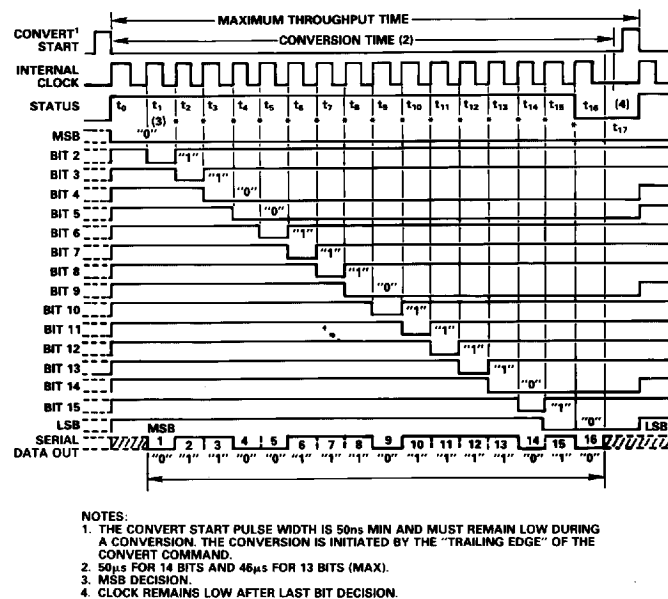 MAXIMUM THROUGHPUT TIME
CONVERT¹ START
CONVERSION TIME (2)
INTERNAL CLOCK
STATUS t₀ t₁ t₂ t₃ t₄ t₅ t₆ t₇ t₈ t₉ t₁₀ t₁₁ t₁₂ t₁₃ t₁₄ t₁₅ t₁₆ (4)
(3) t₁₇
MSB "0"
BIT 2 "1"
BIT 3 "1"
BIT 4 "0"
BIT 5 "0"
BIT 6 "1"
BIT 7 "1"
BIT 8 "1"
BIT 9 "0"
BIT 10 "1"
BIT 11 "1"
BIT 12 "1"
BIT 13 "1"
BIT 14 "0"
BIT 15 "1"
LSB "0" LSB
MSB
SERIAL DATA OUT 1 2 3 4 5 6 7 8 9 10 11 12 13 14 15 16
"0" "1" "1" "0" "0" "1" "1" "1" "0" "1" "1" "1" "1" "0" "1" "0"
NOTES:
1. THE CONVERT START PULSE WIDTH IS 50ns MIN AND MUST REMAIN LOW DURING
A CONVERSION. THE CONVERSION IS INITIATED BY THE "TRAILING EDGE" OF THE
CONVERT COMMAND.
2. 50μs FOR 14 BITS AND 46μs FOR 13 BITS (MAX).
3. MSB DECISION.
4. CLOCK REMAINS LOW AFTER LAST BIT DECISION.